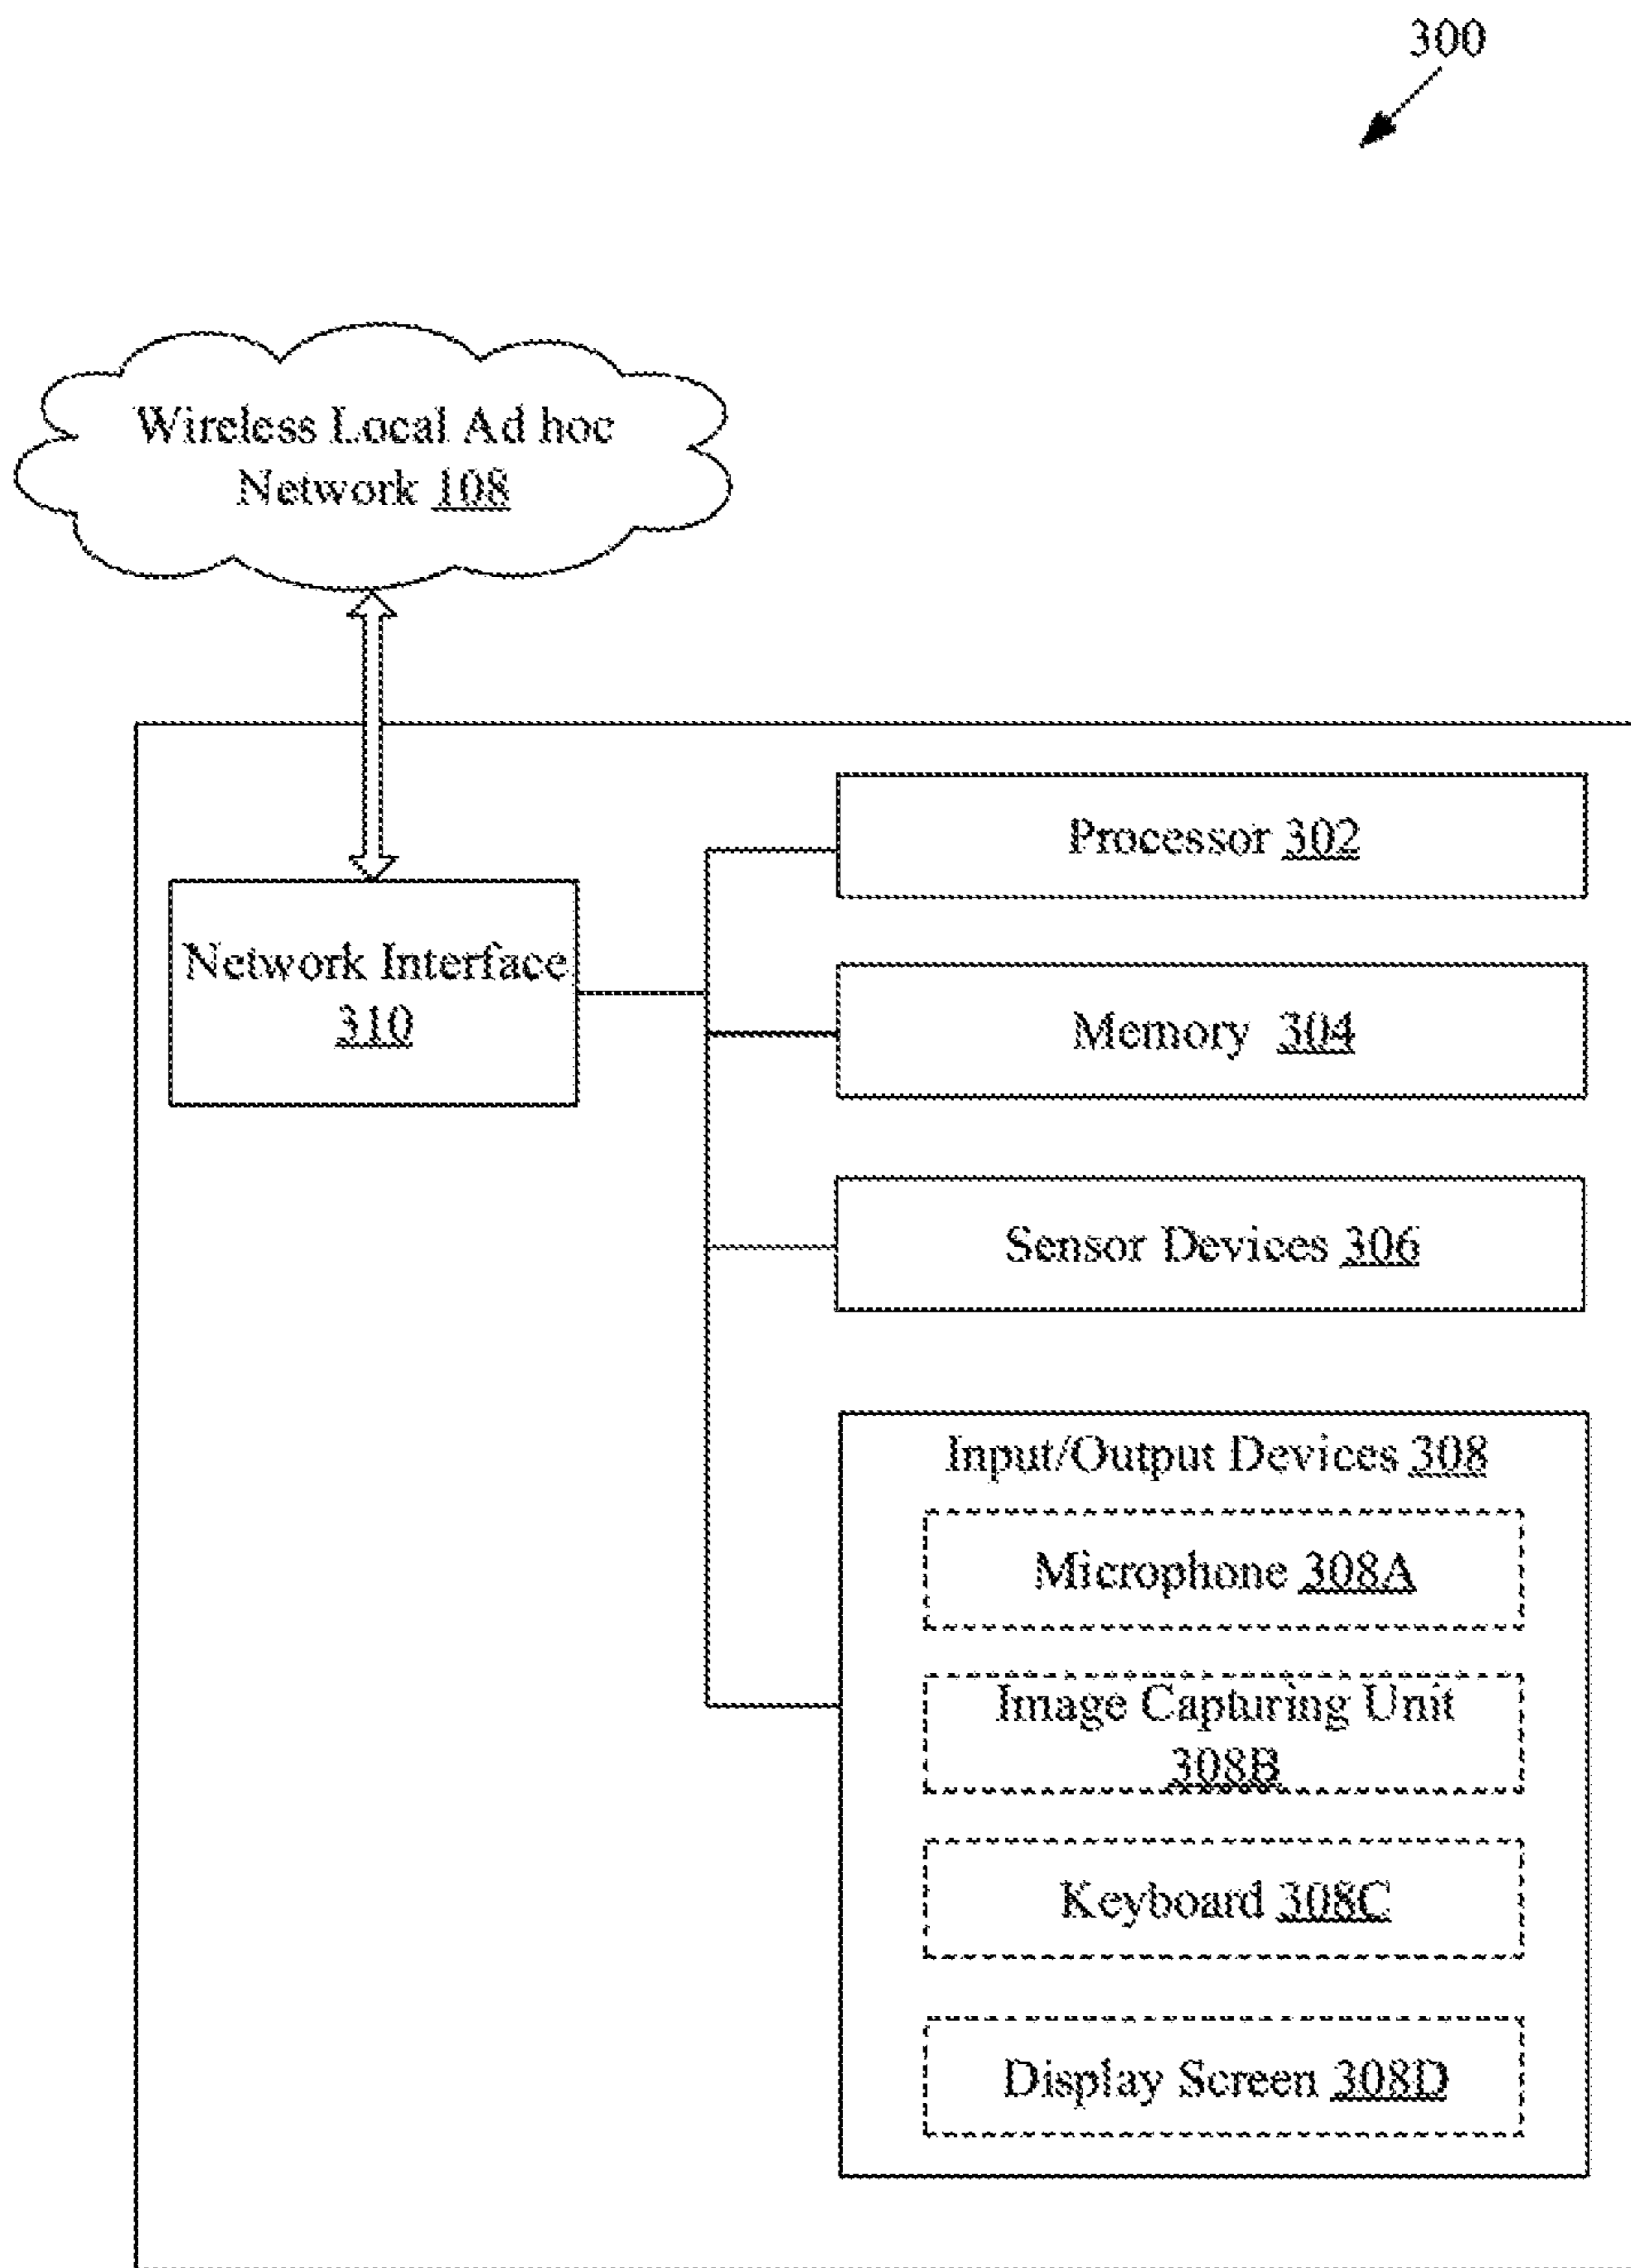 300
Wireless Local Ad hoc
Network 108
Processor 302
Network Interface
310
Memory 304
Sensor Devices 306
Input/Output Devices 308
Microphone 308A
Image Capturing Unit
308B
Keyboard 308C
Display Screen 308D